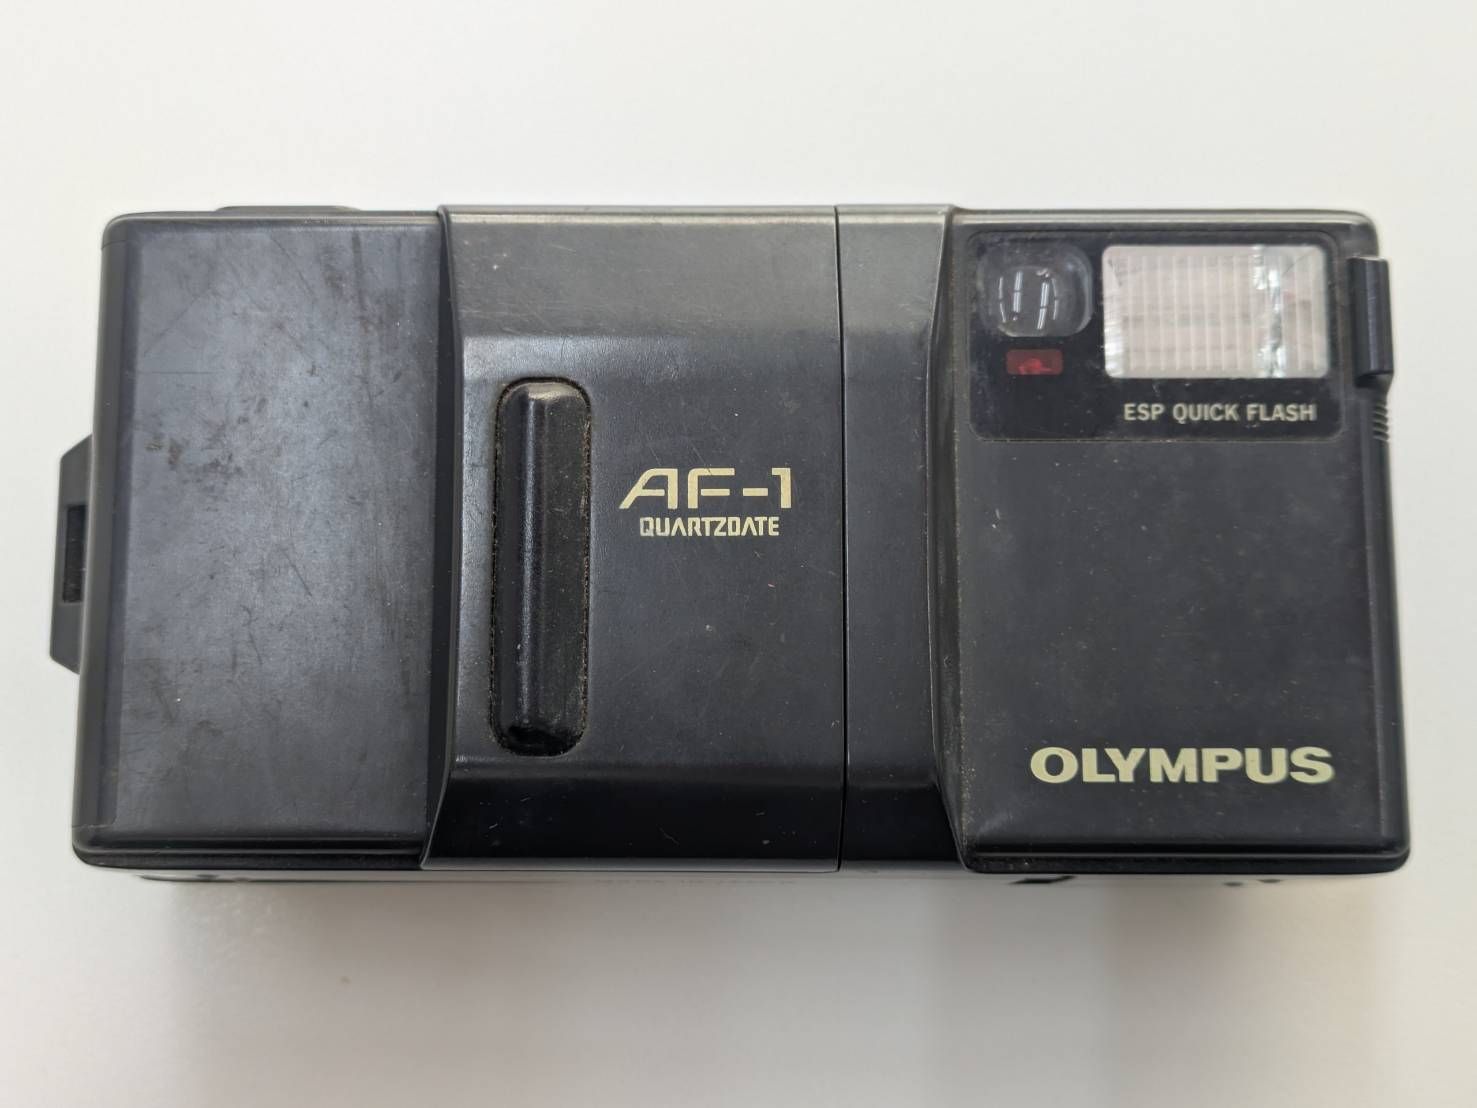 ESP QUICK FLASH
AF-1
QUARTZDATE
OLYMPUS